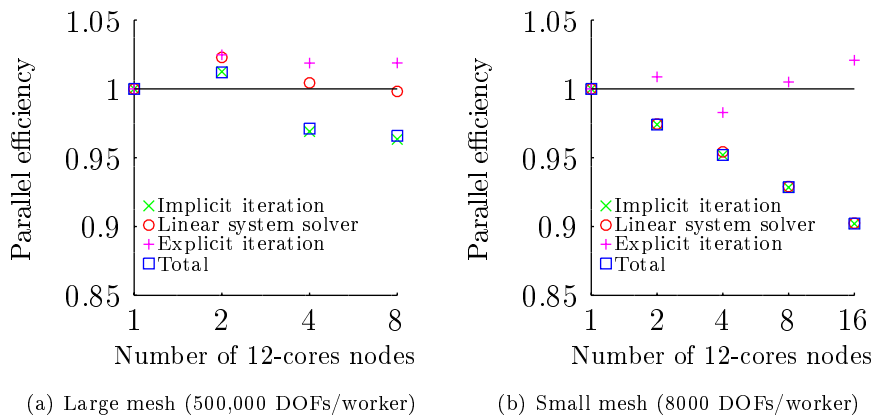 1.05
1
0.95
0.9
0.85
Parallel efficiency
Implicit iteration
Linear system solver
Explicit iteration
Total
1 2 4 8
Number of 12-cores nodes
(a) Large mesh (500,000 DOFs/worker)
1.05
1
0.95
0.9
0.85
Parallel efficiency
Implicit iteration
Linear system solver
Explicit iteration
Total
1 2 4 8 16
Number of 12-cores nodes
(b) Small mesh (8000 DOFs/worker)